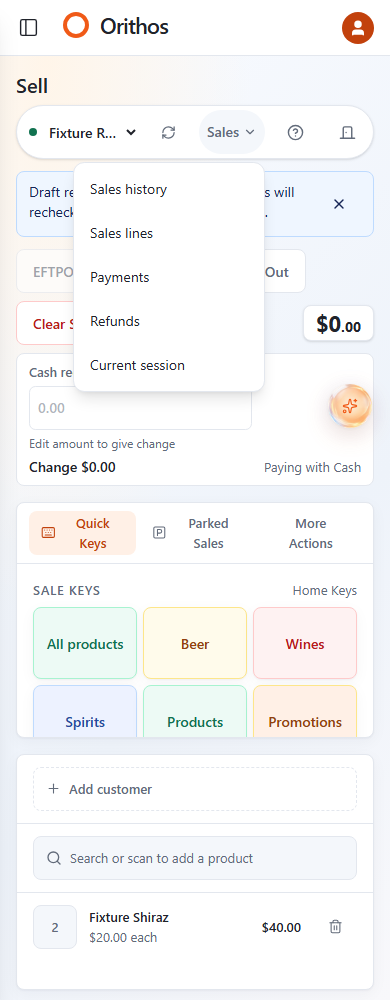 Orithos
Sell
Fixture R...
Sales
Sales history
Sales lines
Payments
Refunds
Current session
Draft
s will
recheck
EFTPO
Out
Clear S
$0.00
Cash re
0.00
Edit amount to give change
Change $0.00
Paying with Cash
Quick
Keys
P
Parked
Sales
More
Actions
SALE KEYS
Home Keys
All products
Beer
Wines
Spirits
Products
Promotions
Add customer
Search or scan to add a product
2
Fixture Shiraz
$20.00 each
$40.00